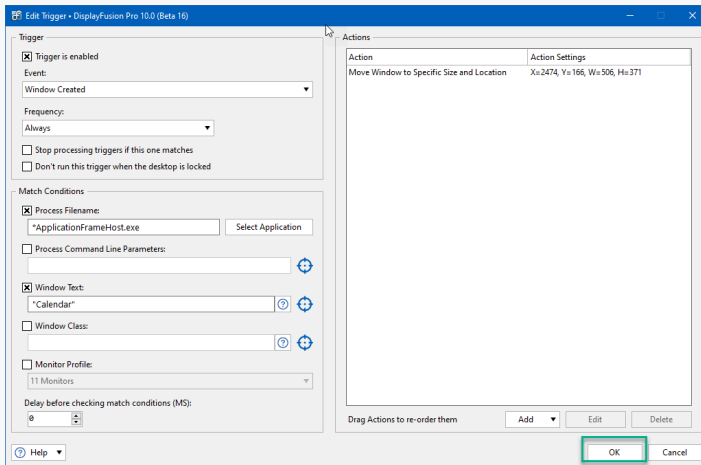 Edit Trigger • DisplayFusion Pro 10.0 (Beta 16)
Trigger
Trigger is enabled
Event:
Window Created
Frequency:
Always
Stop processing triggers if this one matches
Don't run this trigger when the desktop is locked
Match Conditions
Process Filename:
*ApplicationFrameHost.exe
Select Application
Process Command Line Parameters:
Window Text:
"Calendar"
Window Class:
Monitor Profile:
11 Monitors
Delay before checking match conditions (MS):
0
Help
Actions
Action Action Settings
Move Window to Specific Size and Location X=2474, Y=166, W=506, H=371
Drag Actions to re-order them Add Edit Delete
OK Cancel